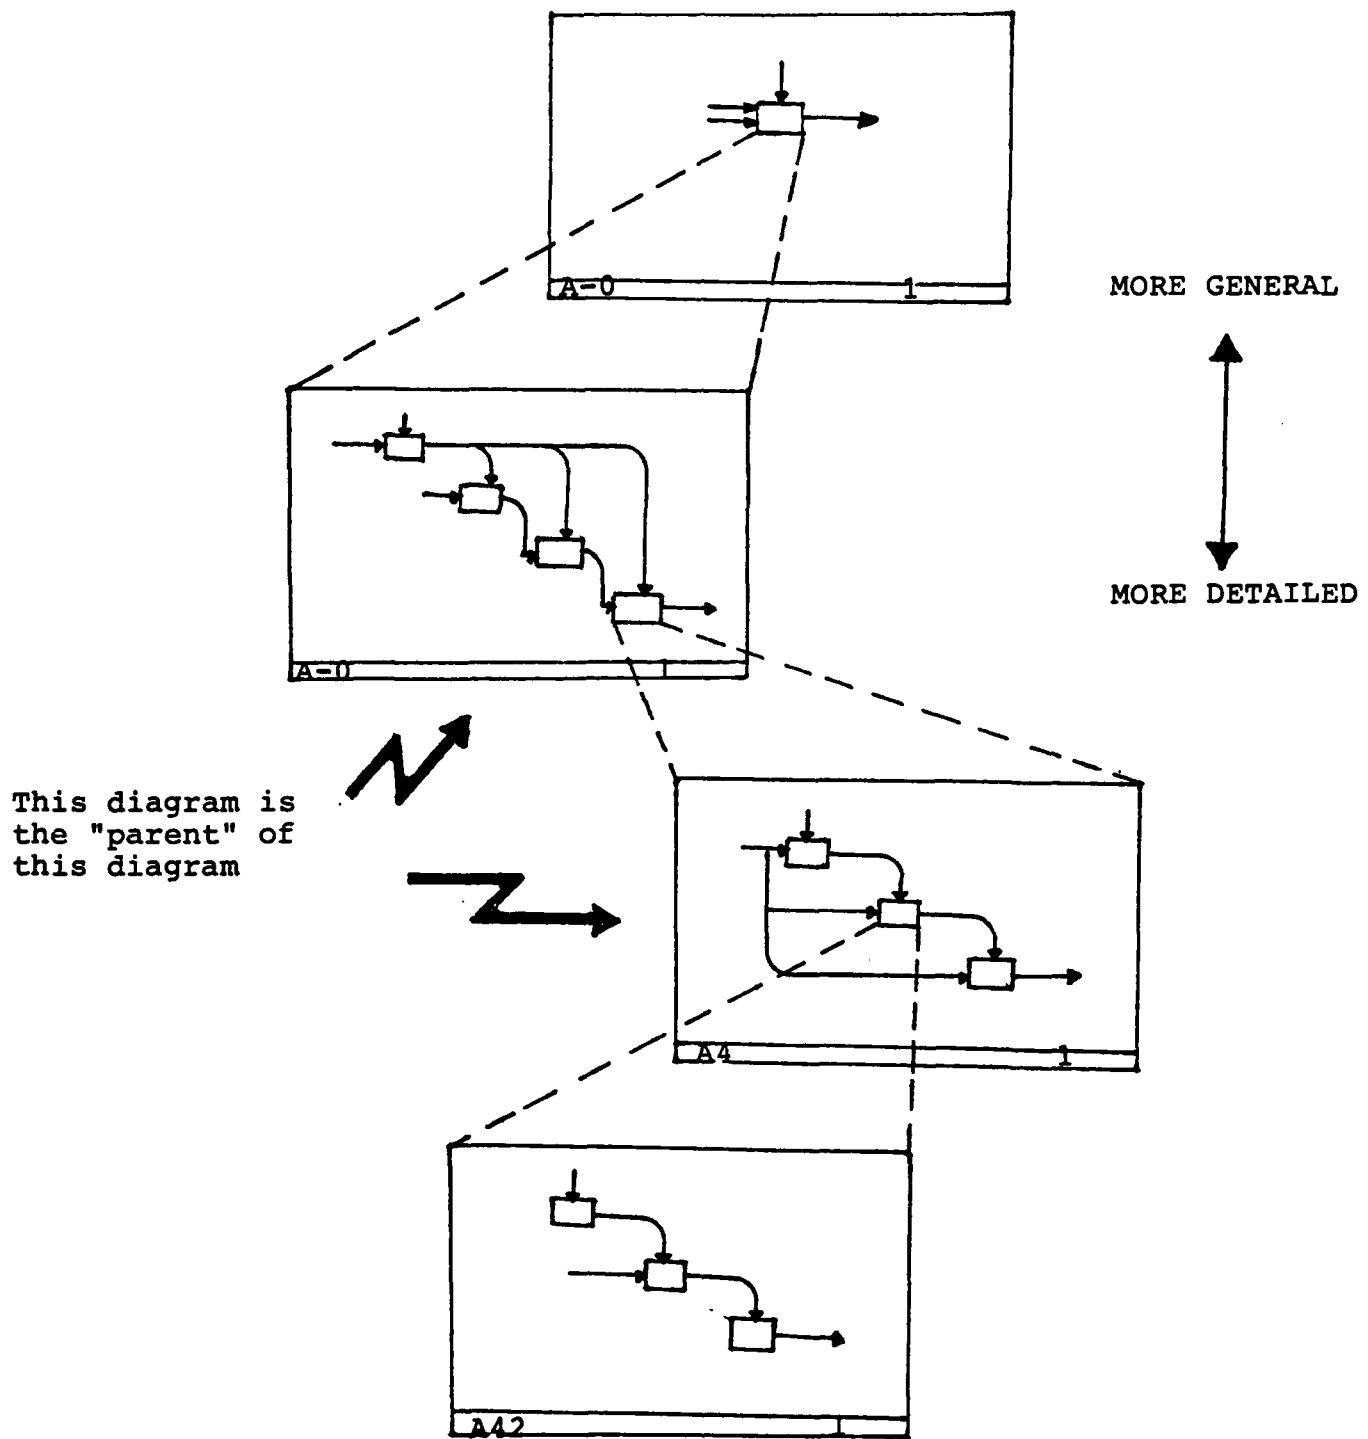 A-0 1
MORE GENERAL
A-0
MORE DETAILED
This diagram is
the "parent" of
this diagram
A4 1
A42